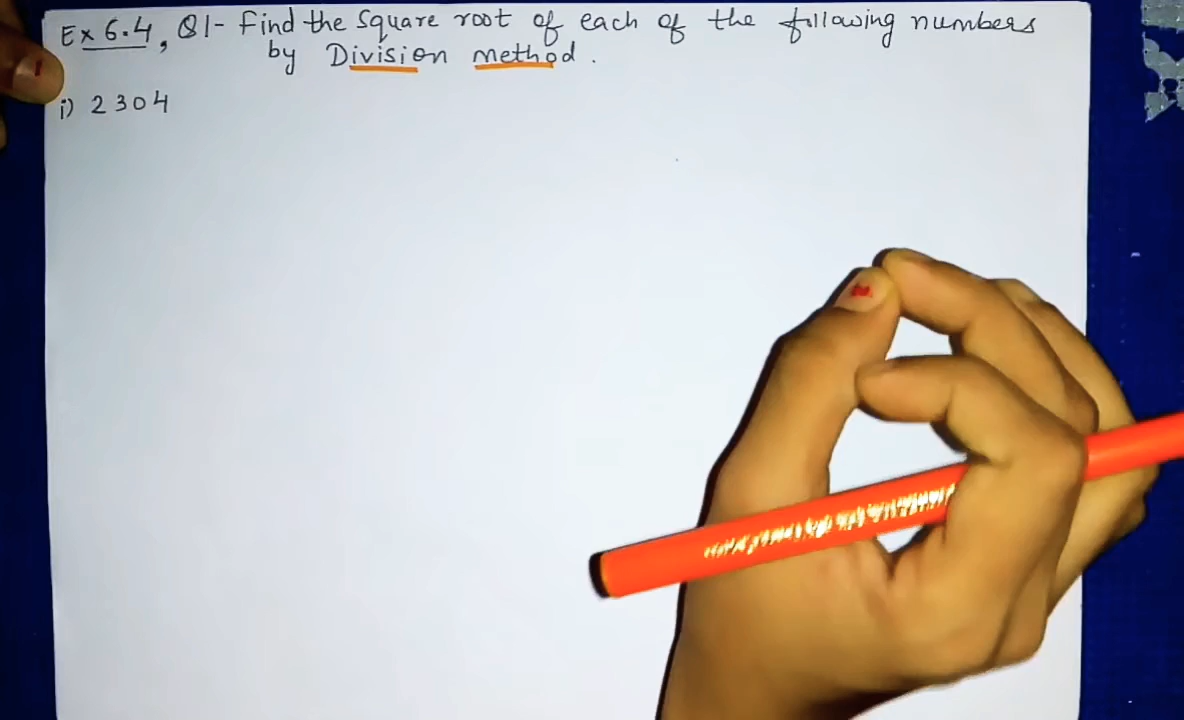 Ex 6.4, Q1- Find the square root of each of the following numbers
by Division method.
i) 2304